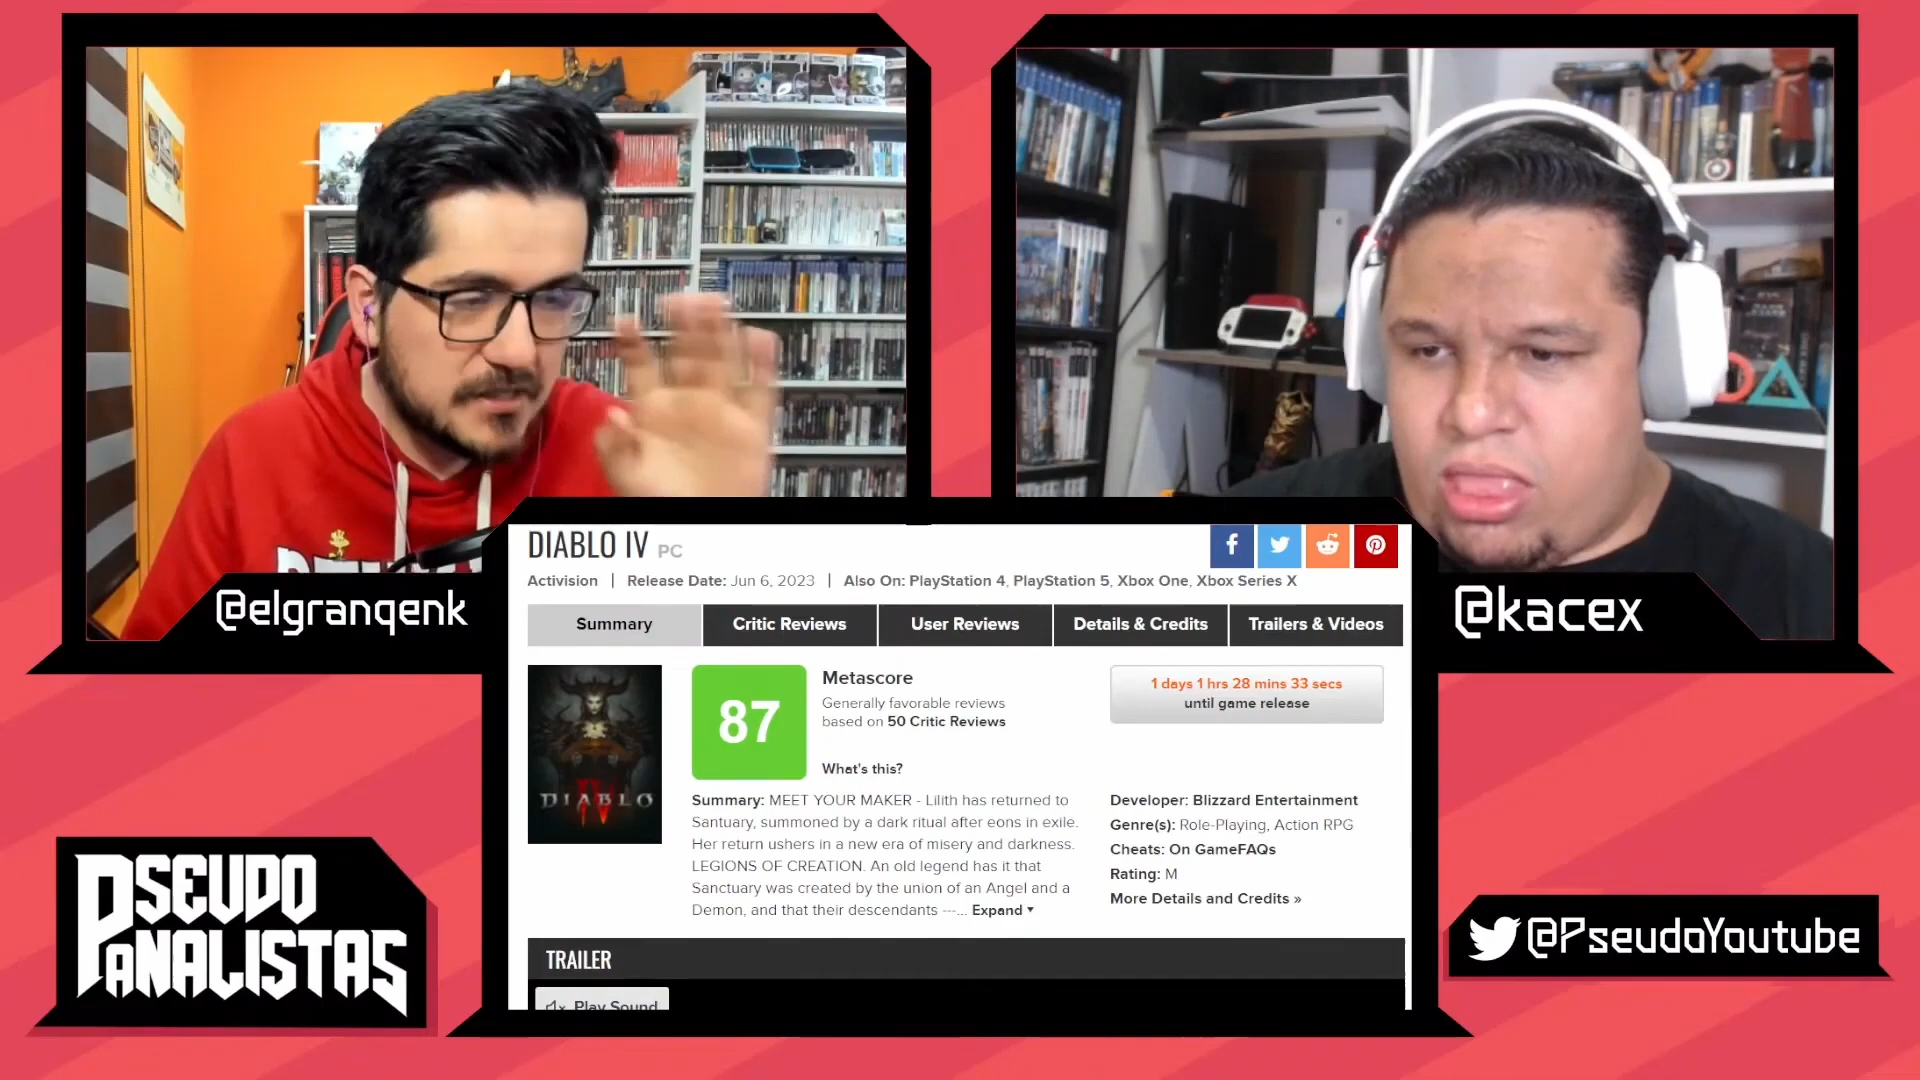 @elgranqenk
@kacex
DIABLO IV PC
Activision | Release Date: Jun 6, 2023 | Also On: PlayStation 4, PlayStation 5, Xbox One, Xbox Series X
Summary
Critic Reviews
User Reviews
Details & Credits
Trailers & Videos
DIABLO
IV
87
Metascore
Generally favorable reviews
based on 50 Critic Reviews
What's this?
1 days 1 hrs 28 mins 33 secs
until game release
Summary: MEET YOUR MAKER - Lilith has returned to
Santuary, summoned by a dark ritual after eons in exile.
Her return ushers in a new era of misery and darkness.
LEGIONS OF CREATION. An old legend has it that
Sanctuary was created by the union of an Angel and a
Demon, and that their descendants ---... Expand
Developer: Blizzard Entertainment
Genre(s): Role-Playing, Action RPG
Cheats: On GameFAQs
Rating: M
More Details and Credits »
TRAILER
Play Sound
PSEUDO
ANALISTAS
@PseudoYoutube